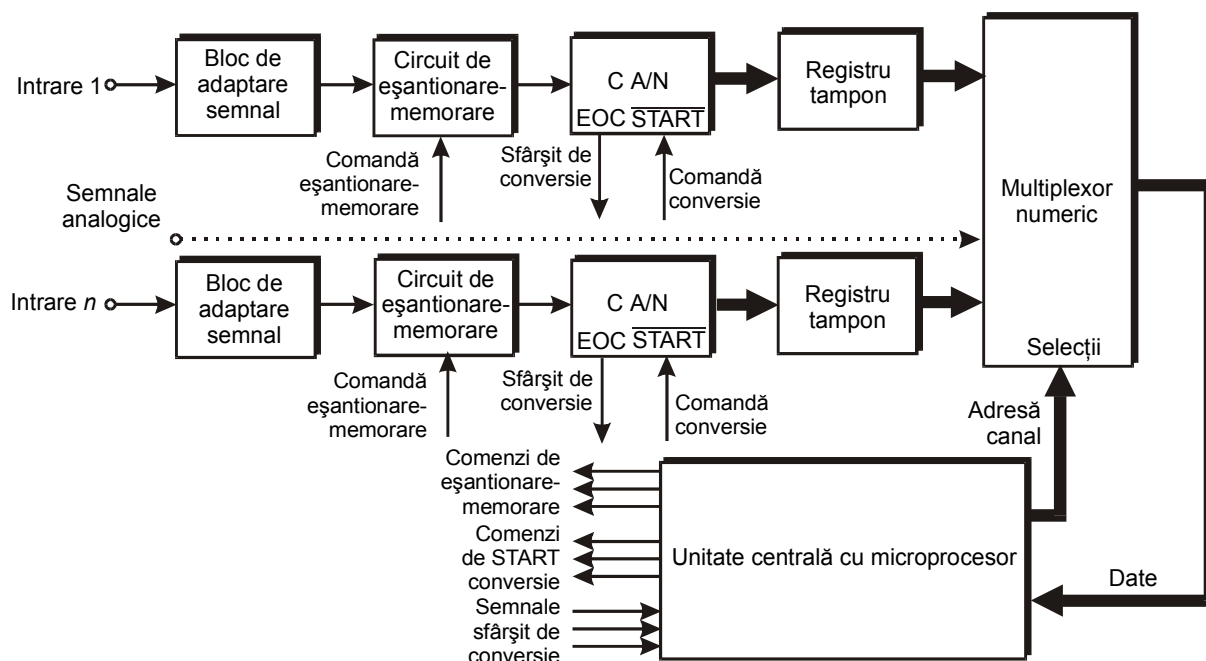 Intrare 1
Bloc de
adaptare
semnal
Circuit de
eşantionare-
memorare
C A/N
EOC START
Registru
tampon
Multiplexor
numeric
Selecții
Comandă
eşantionare-
memorare
Sfârşit de
conversie
Comandă
conversie
Semnale
analogice
Intrare n
Bloc de
adaptare
semnal
Circuit de
eşantionare-
memorare
C A/N
EOC START
Registru
tampon
Comandă
eşantionare-
memorare
Sfârşit de
conversie
Comandă
conversie
Adresă
canal
Comenzi de
eşantionare-
memorare
Comenzi
de START
conversie
Semnale
sfârşit de
conversie
Unitate centrală cu microprocesor
Date